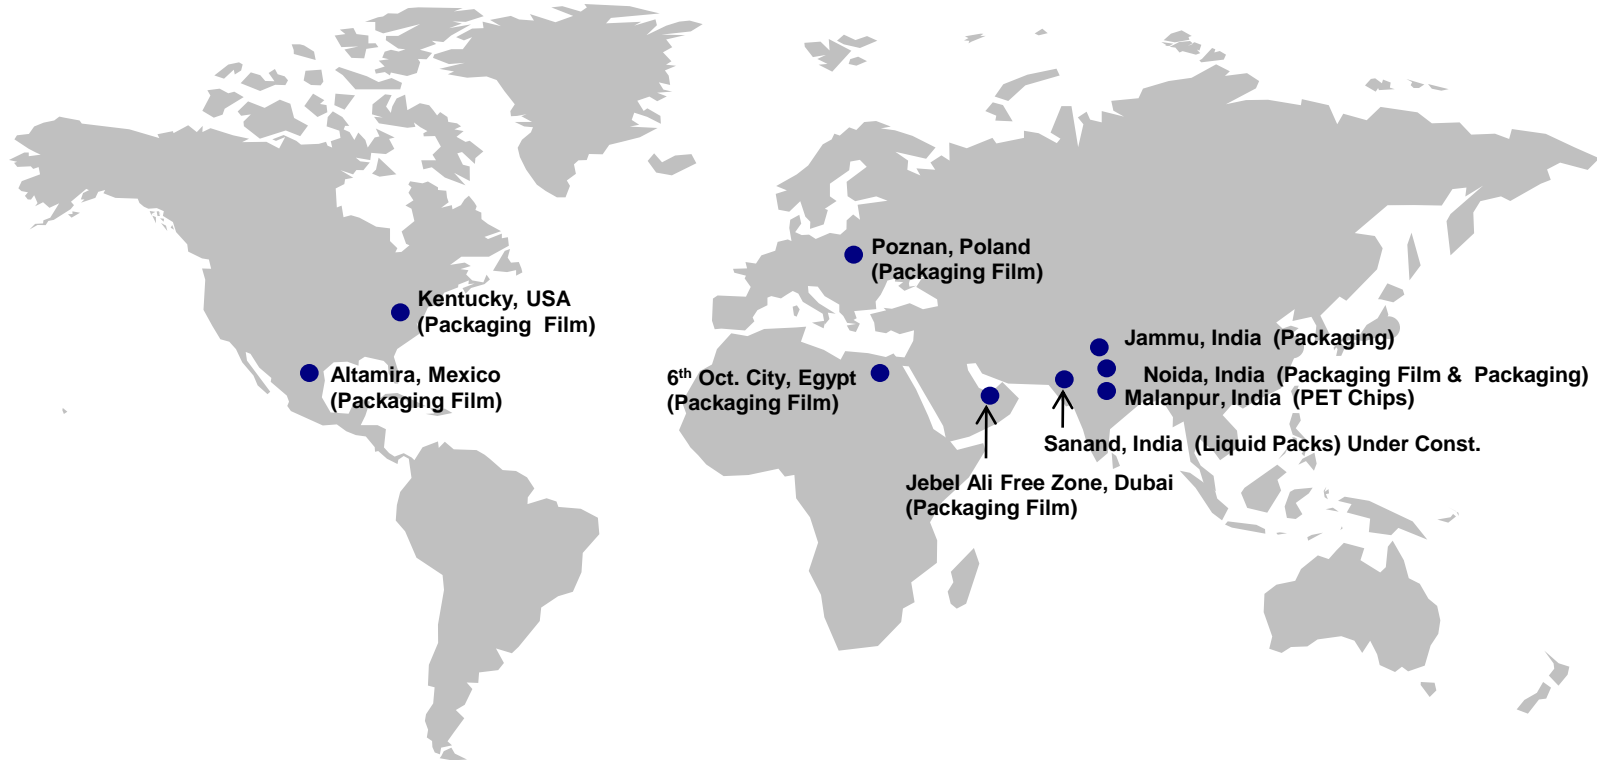 Poznan, Poland
(Packaging Film)
Kentucky, USA
(Packaging Film)
Jammu, India (Packaging)
Altamira, Mexico
(Packaging Film)
6th Oct. City, Egypt
(Packaging Film)
Noida, India (Packaging Film & Packaging)
Malanpur, India (PET Chips)
Sanand, India (Liquid Packs) Under Const.
Jebel Ali Free Zone, Dubai
(Packaging Film)